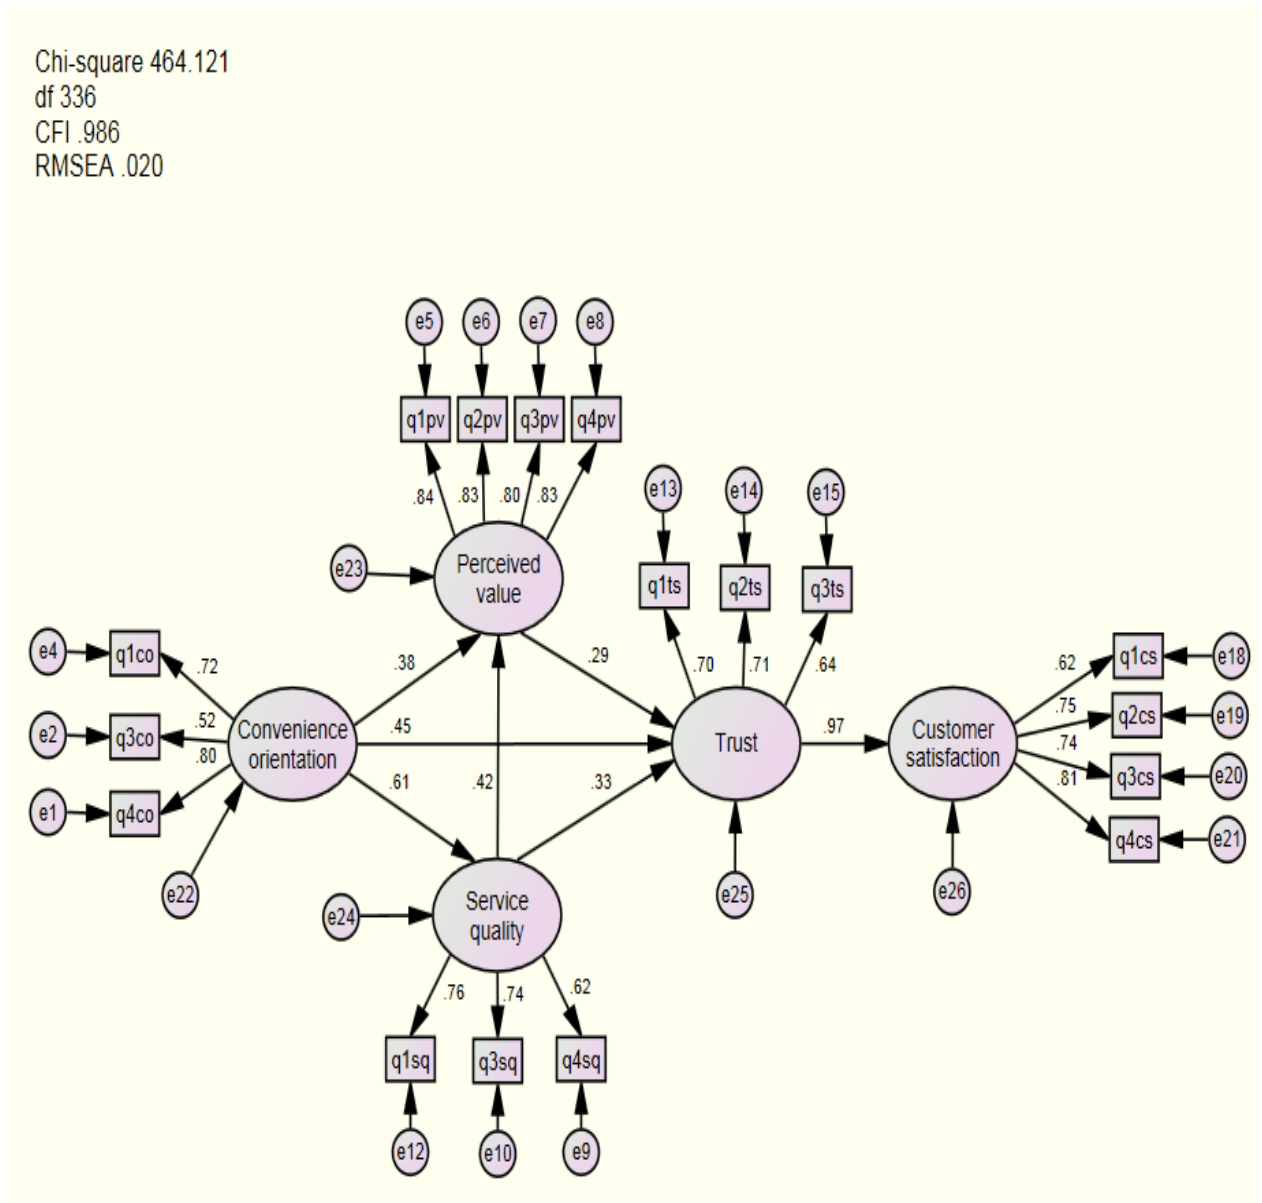 Chi-square 464.121
df 336
CFI .986
RMSEA .020
e5 e6 e7 e8
q1pv q2pv q3pv q4pv
.84 .83 .80 .83
e13 e14 e15
e23
Perceived
value
q1ts q2ts q3ts
e4 q1co .72
.38 .29 .70 .71 .64
.62 q1cs e18
e2 q3co .52
Convenience
orientation
.45
Trust
.97
Customer
satisfaction
.75 q2cs e19
.80
.74 q3cs e20
e1 q4co
.61 .42 .33
.81 q4cs e21
e22
e24
Service
quality
e25
e26
.76 .74 .62
q1sq q3sq q4sq
e12 e10 e9